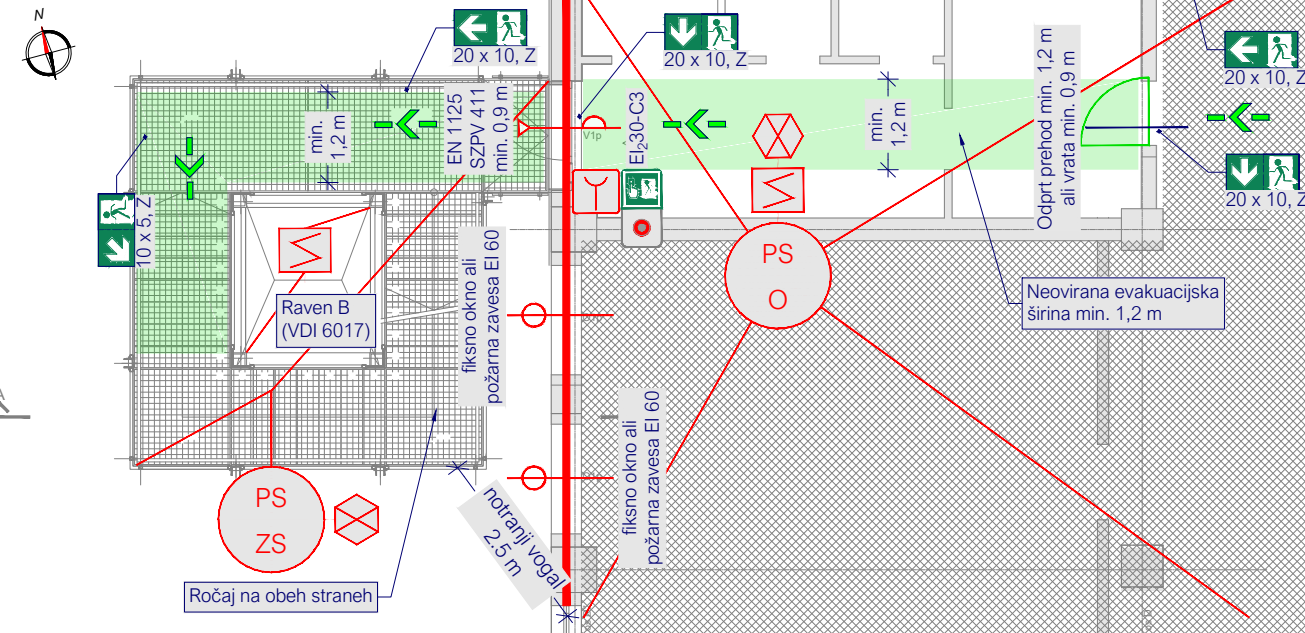 N
20 x 10, Z
20 x 10, Z
20 x 10, Z
20 x 10, Z
10 x 5, Z
min.
1,2 m
EN 1125
SZPV 411
min. 0,9 m
V1p
EI₂30-C3
min.
1,2 m
Odprt prehod min. 1,2 m
ali vrata min. 0,9 m
Raven B
(VDI 6017)
fiksno okno ali
požarna zavesa EI 60
PS
O
Neovirana evakuacijska
širina min. 1,2 m
fiksno okno ali
požarna zavesa EI 60
PS
ZS
notranji vogal
2.5 m
Ročaj na obeh straneh